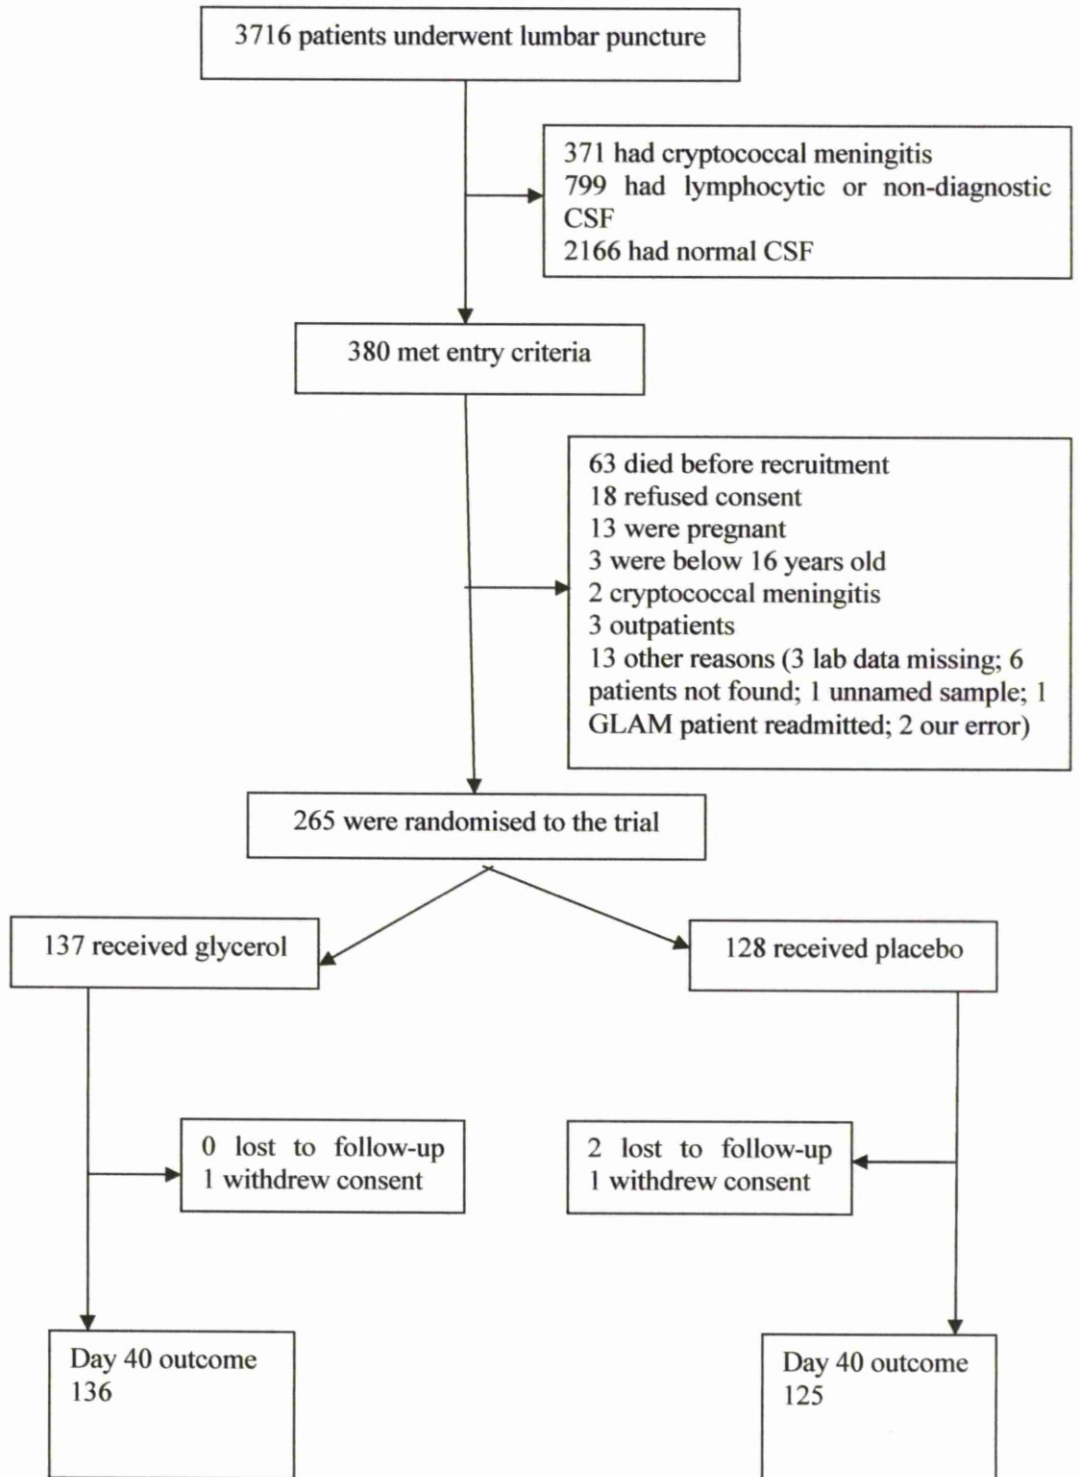 3716 patients underwent lumbar puncture
371 had cryptococcal meningitis
799 had lymphocytic or non-diagnostic
CSF
2166 had normal CSF
380 met entry criteria
63 died before recruitment
18 refused consent
13 were pregnant
3 were below 16 years old
2 cryptococcal meningitis
3 outpatients
13 other reasons (3 lab data missing; 6
patients not found; 1 unnamed sample; 1
GLAM patient readmitted; 2 our error)
265 were randomised to the trial
137 received glycerol
128 received placebo
0 lost to follow-up
1 withdrew consent
2 lost to follow-up
1 withdrew consent
Day 40 outcome
136
Day 40 outcome
125